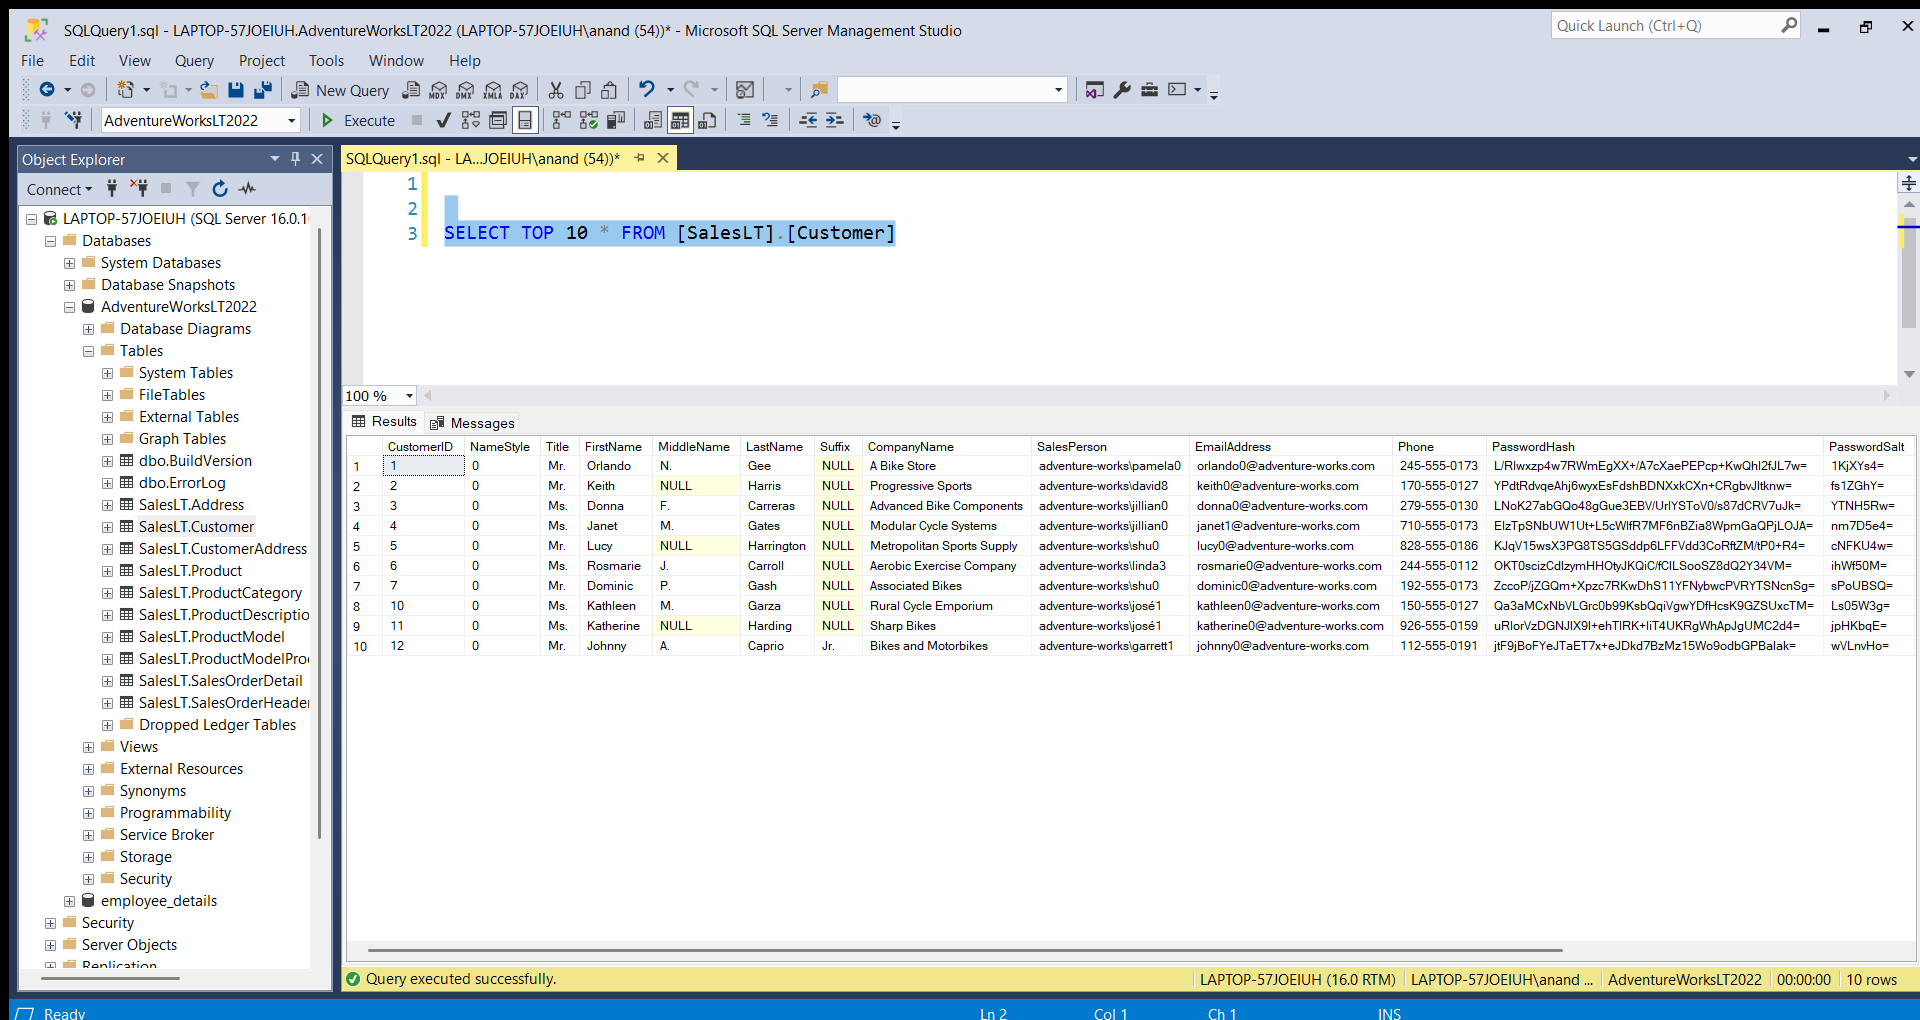 SQLQuery1.sql - LAPTOP-57JOEIUH.AdventureWorksLT2022 (LAPTOP-57JOEIUH\anand (54))* - Microsoft SQL Server Management Studio
Quick Launch (Ctrl+Q)
File Edit View Query Project Tools Window Help
New Query MDX DMX XMLA DAX
AdventureWorksLT2022 Execute
Object Explorer
Connect
LAPTOP-57JOEIUH (SQL Server 16.0.1
Databases
System Databases
Database Snapshots
AdventureWorksLT2022
Database Diagrams
Tables
System Tables
FileTables
External Tables
Graph Tables
dbo.BuildVersion
dbo.ErrorLog
SalesLT.Address
SalesLT.Customer
SalesLT.CustomerAddress
SalesLT.Product
SalesLT.ProductCategory
SalesLT.ProductDescriptio
SalesLT.ProductModel
SalesLT.ProductModelPro
SalesLT.SalesOrderDetail
SalesLT.SalesOrderHeader
Dropped Ledger Tables
Views
External Resources
Synonyms
Programmability
Service Broker
Storage
Security
employee_details
Security
Server Objects
Replication
SQLQuery1.sql - LA...JOEIUH\anand (54))*
1
2
3 SELECT TOP 10 * FROM [SalesLT].[Customer]
100 %
Results Messages
CustomerID NameStyle Title FirstName MiddleName LastName Suffix CompanyName SalesPerson EmailAddress Phone PasswordHash PasswordSalt
1 1 0 Mr. Orlando N. Gee NULL A Bike Store adventure-works\pamela0 orlando0@adventure-works.com 245-555-0173 L/Rlwxzp4w7RWmEgXX+/A7cXaePEPcp+KwQhl2fJL7w= 1KjXYs4=
2 2 0 Mr. Keith NULL Harris NULL Progressive Sports adventure-works\david8 keith0@adventure-works.com 170-555-0127 YPdtRdvqeAhj6wyxEsFdshBDNXxkCXn+CRgbvJItknw= fs1ZGhY=
3 3 0 Ms. Donna F. Carreras NULL Advanced Bike Components adventure-works\jillian0 donna0@adventure-works.com 279-555-0130 LNoK27abGQo48gGue3EBV/UrlYSToV0/s87dCRV7uJk= YTNH5Rw=
4 4 0 Ms. Janet M. Gates NULL Modular Cycle Systems adventure-works\jillian0 janet1@adventure-works.com 710-555-0173 ElzTpSNbUW1Ut+L5cWlfR7MF6nBZia8WpmGaQPjLOJA= nm7D5e4=
5 5 0 Mr. Lucy NULL Harrington NULL Metropolitan Sports Supply adventure-works\shu0 lucy0@adventure-works.com 828-555-0186 KJqV15wsX3PG8TS5GSddp6LFFVdd3CoRftZM/tP0+R4= cNFKU4w=
6 6 0 Ms. Rosmarie J. Carroll NULL Aerobic Exercise Company adventure-works\linda3 rosmarie0@adventure-works.com 244-555-0112 OKT0scizCdIzymHHOtyJKQiC/fCILSooSZ8dQ2Y34VM= ihWf50M=
7 7 0 Mr. Dominic P. Gash NULL Associated Bikes adventure-works\shu0 dominic0@adventure-works.com 192-555-0173 ZccoP/jZGQm+Xpzc7RKwDhS11YFNybwcPVRYTSNcnSg= sPoUBSQ=
8 10 0 Ms. Kathleen M. Garza NULL Rural Cycle Emporium adventure-works\josé1 kathleen0@adventure-works.com 150-555-0127 Qa3aMCxNbVLGrc0b99KsbQqiVgwYDfHcsK9GZSUxcTM= Ls05W3g=
9 11 0 Ms. Katherine NULL Harding NULL Sharp Bikes adventure-works\josé1 katherine0@adventure-works.com 926-555-0159 uRlorVzDGNJIX9I+ehTlRK+liT4UKRgWhApJgUMC2d4= jpHKbqE=
10 12 0 Mr. Johnny A. Caprio Jr. Bikes and Motorbikes adventure-works\garrett1 johnny0@adventure-works.com 112-555-0191 jtF9jBoFYeJTaET7x+eJDkd7BzMz15Wo9odbGPBaIak= wVLnvHo=
Query executed successfully. LAPTOP-57JOEIUH (16.0 RTM) LAPTOP-57JOEIUH\anand ... AdventureWorksLT2022 00:00:00 10 rows
Ready Ln 2 Col 1 Ch 1 INS